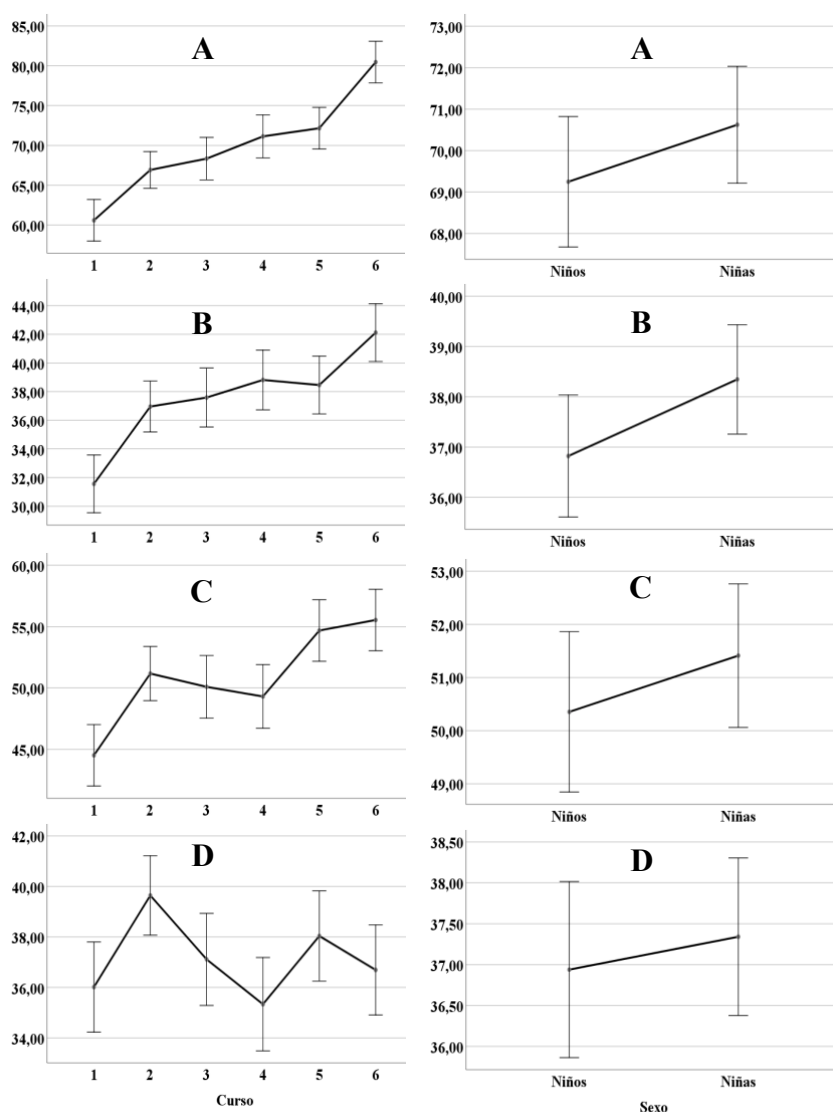 A
85,00
80,00
75,00
70,00
65,00
60,00
1 2 3 4 5 6
A
73,00
72,00
71,00
70,00
69,00
68,00
Niños Niñas
B
44,00
42,00
40,00
38,00
36,00
34,00
32,00
30,00
1 2 3 4 5 6
B
40,00
39,00
38,00
37,00
36,00
Niños Niñas
C
60,00
55,00
50,00
45,00
1 2 3 4 5 6
C
53,00
52,00
51,00
50,00
49,00
Niños Niñas
D
42,00
40,00
38,00
36,00
34,00
1 2 3 4 5 6
Curso
D
38,50
38,00
37,50
37,00
36,50
36,00
Niños Niñas
Sexo